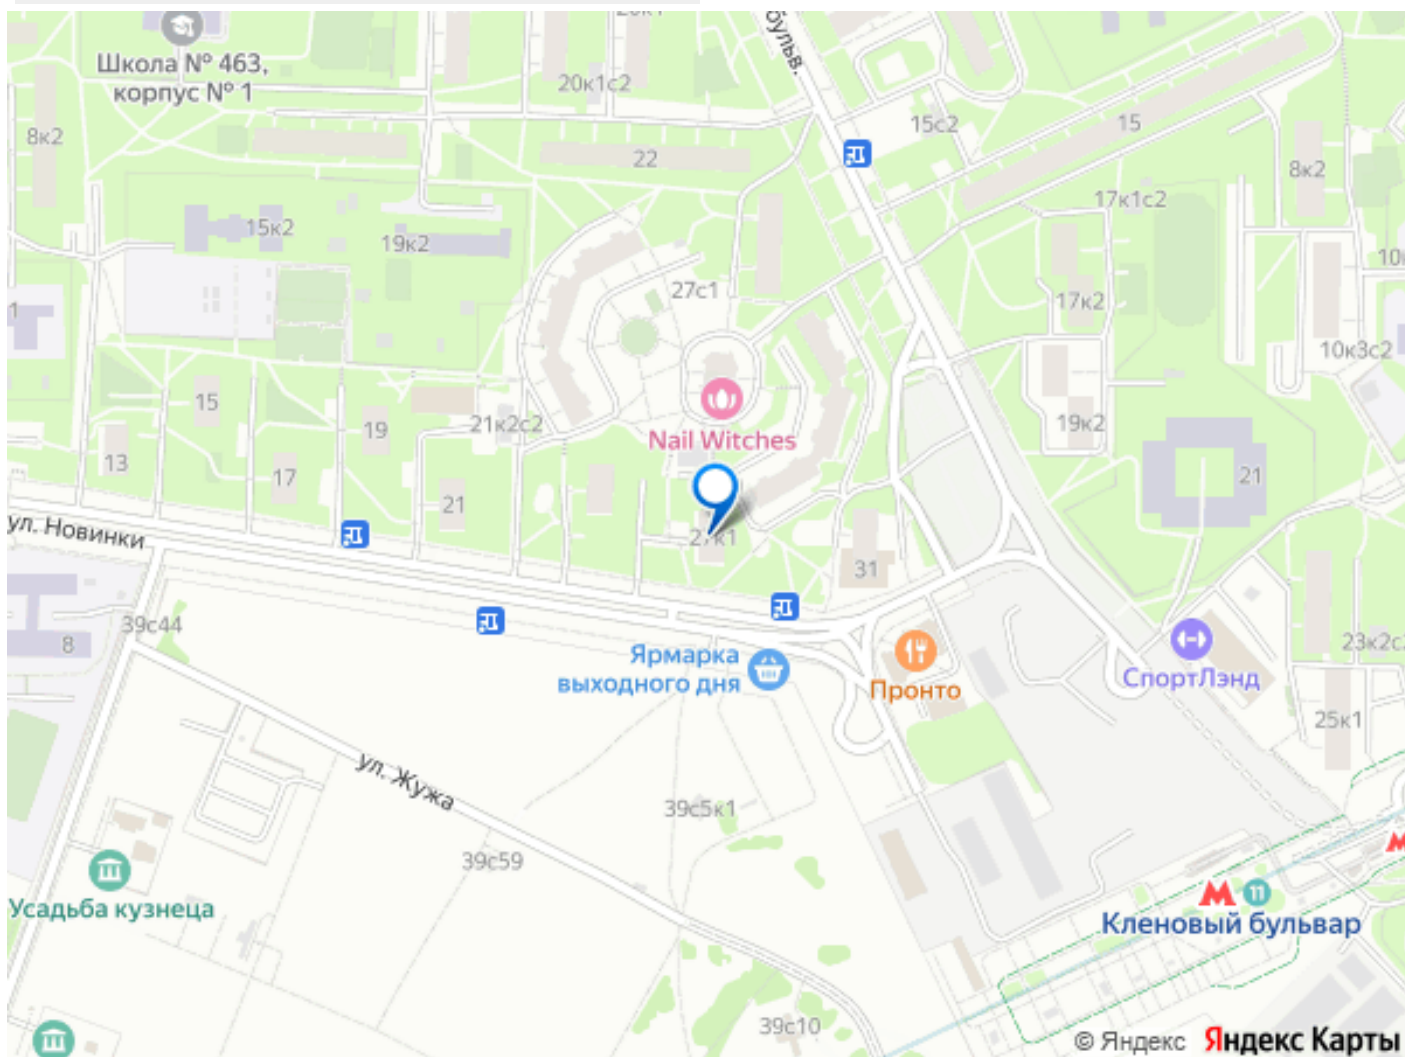 Школа № 463,
корпус № 1
20к1с2
бульв.
15с2
15
8к2
22
8к2
17к1с2
15к2
19к2
27с1
17к2
10к3с2
15
19
21к2с2
Nail Witches
19к2
13
17
21
21
27к1
ул. Новинки
31
39с44
8
Ярмарка
выходного дня
Пронто
СпортЛэнд
25к1
ул. Жужа
39с5к1
39с59
Усадьба кузнеца
М 11
Кленовый бульвар
39с10
© Яндекс Яндекс Карты